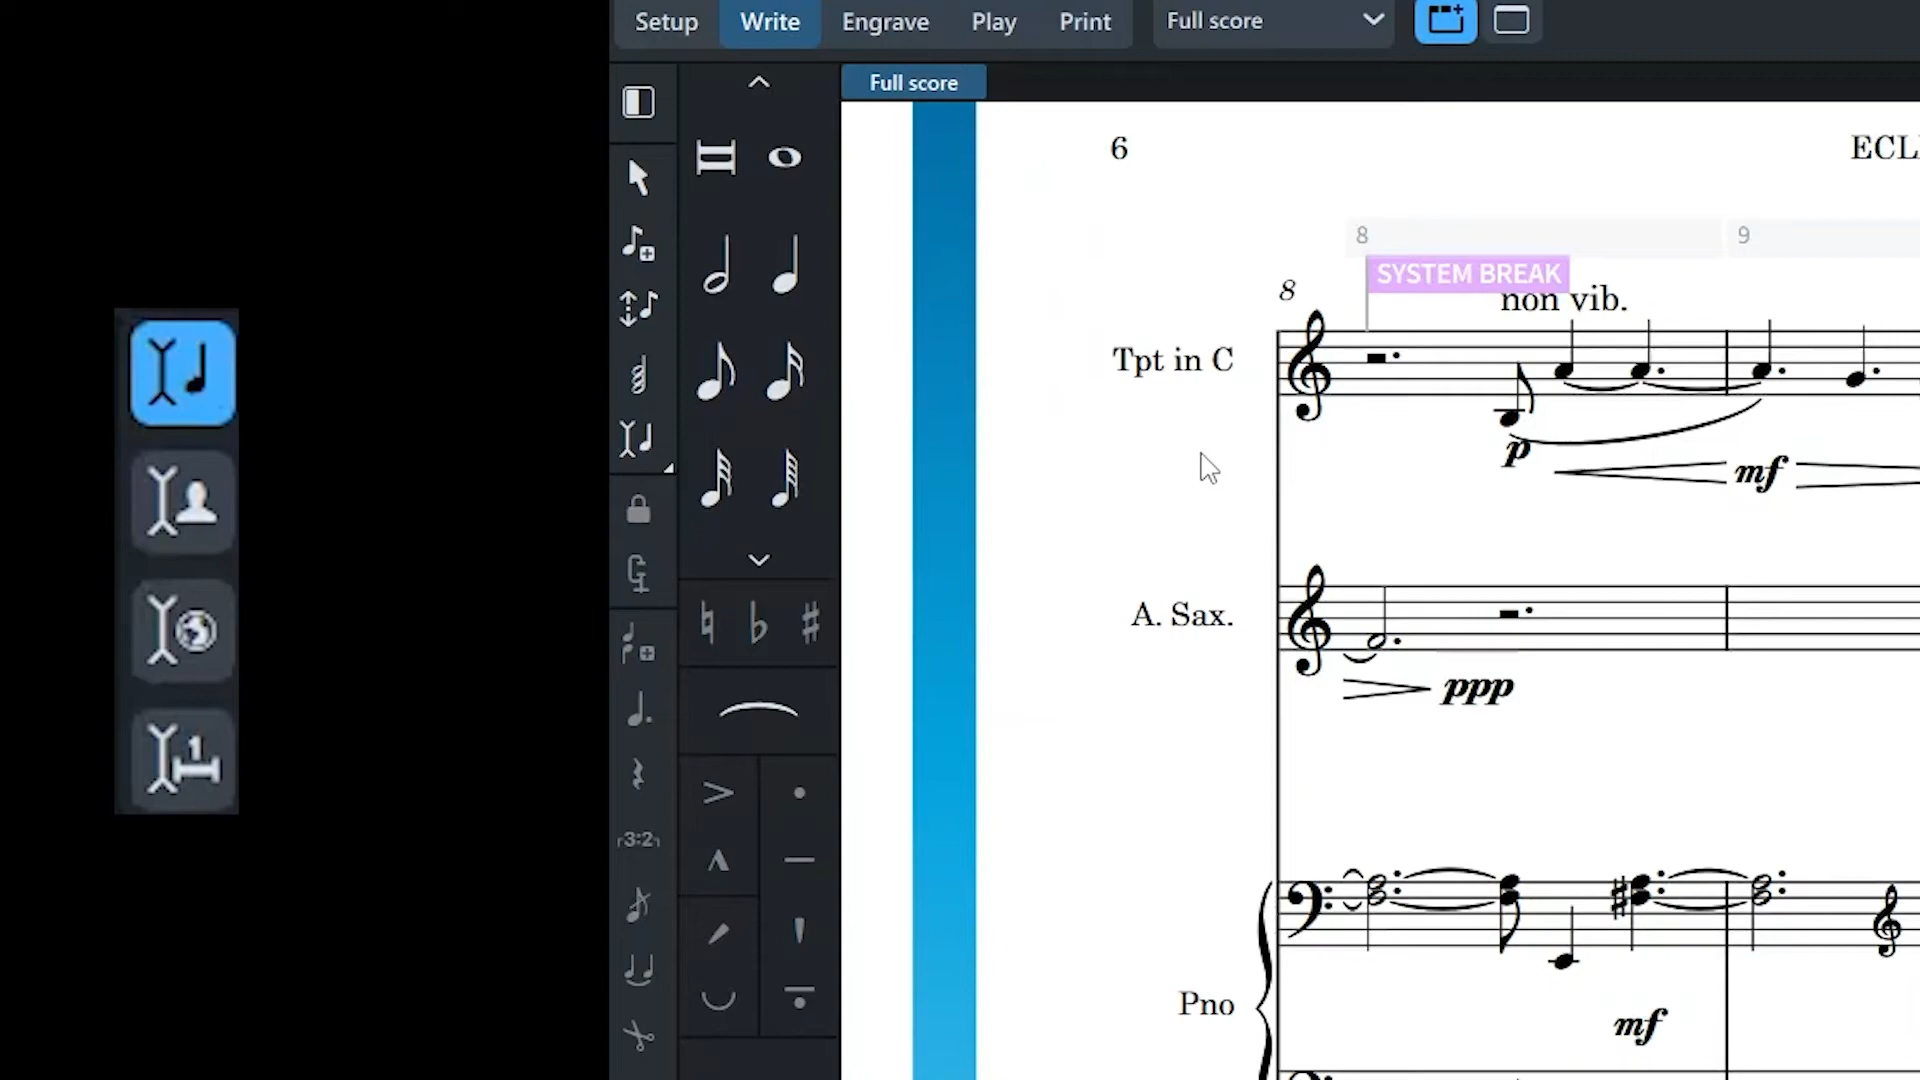 Setup Write Engrave Play Print Full score
Full score
6 ECL
8 9
SYSTEM BREAK
8 non vib.
Tpt in C
p mf
A. Sax.
ppp
1
3:2
Pno
mf